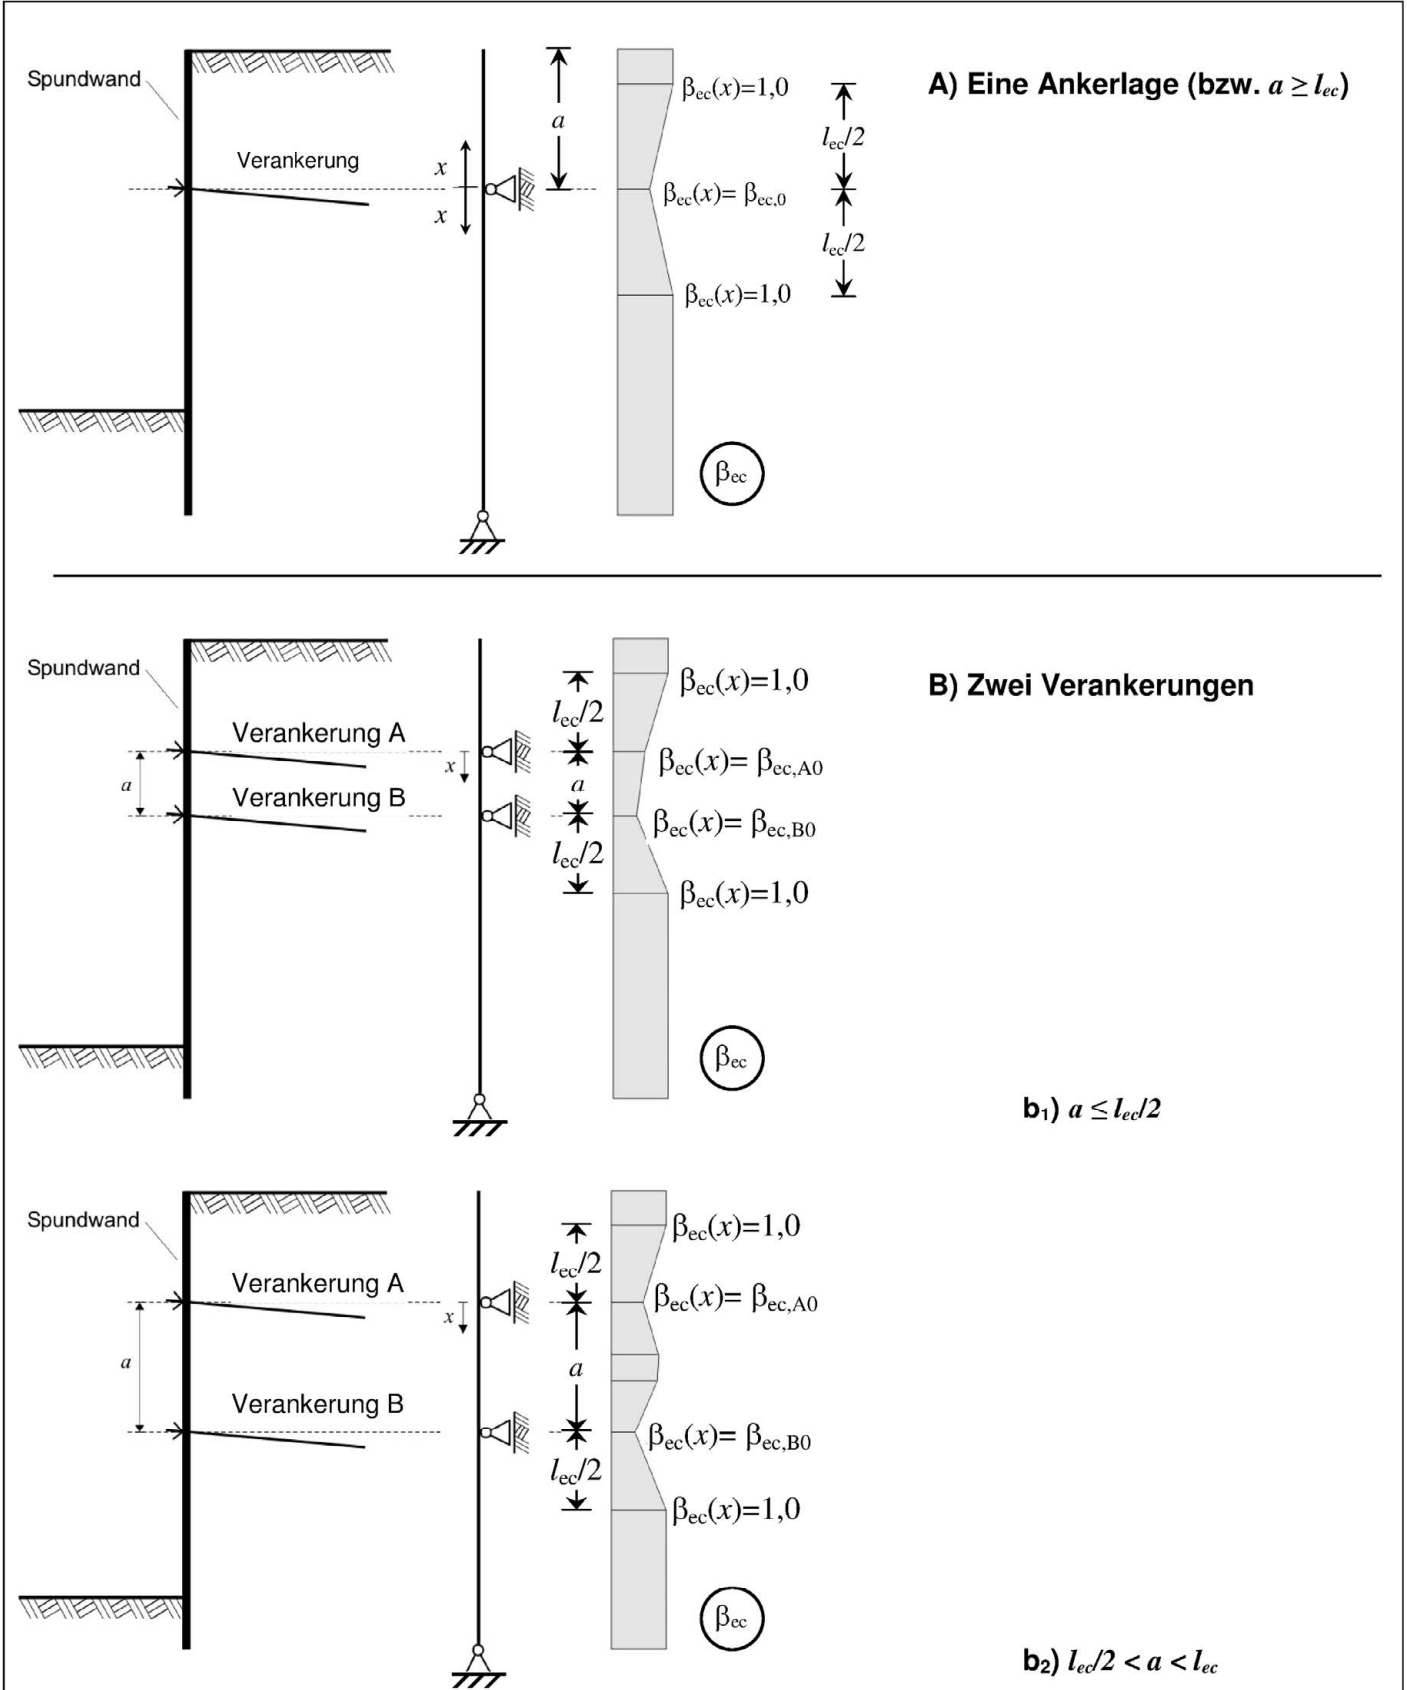 A) Eine Ankerlage (bzw. a ≥ lec)
Spundwand
Verankerung
x
x
a
βec(x)=1,0
βec(x)= βec,0
βec(x)=1,0
lec/2
lec/2
βec
B) Zwei Verankerungen
Spundwand
Verankerung A
Verankerung B
a
x
lec/2
a
lec/2
βec(x)=1,0
βec(x)= βec,A0
βec(x)= βec,B0
βec(x)=1,0
βec
b1) a ≤ lec/2
Spundwand
Verankerung A
Verankerung B
a
x
lec/2
a
lec/2
βec(x)=1,0
βec(x)= βec,A0
βec(x)= βec,B0
βec(x)=1,0
βec
b2) lec/2 < a < lec